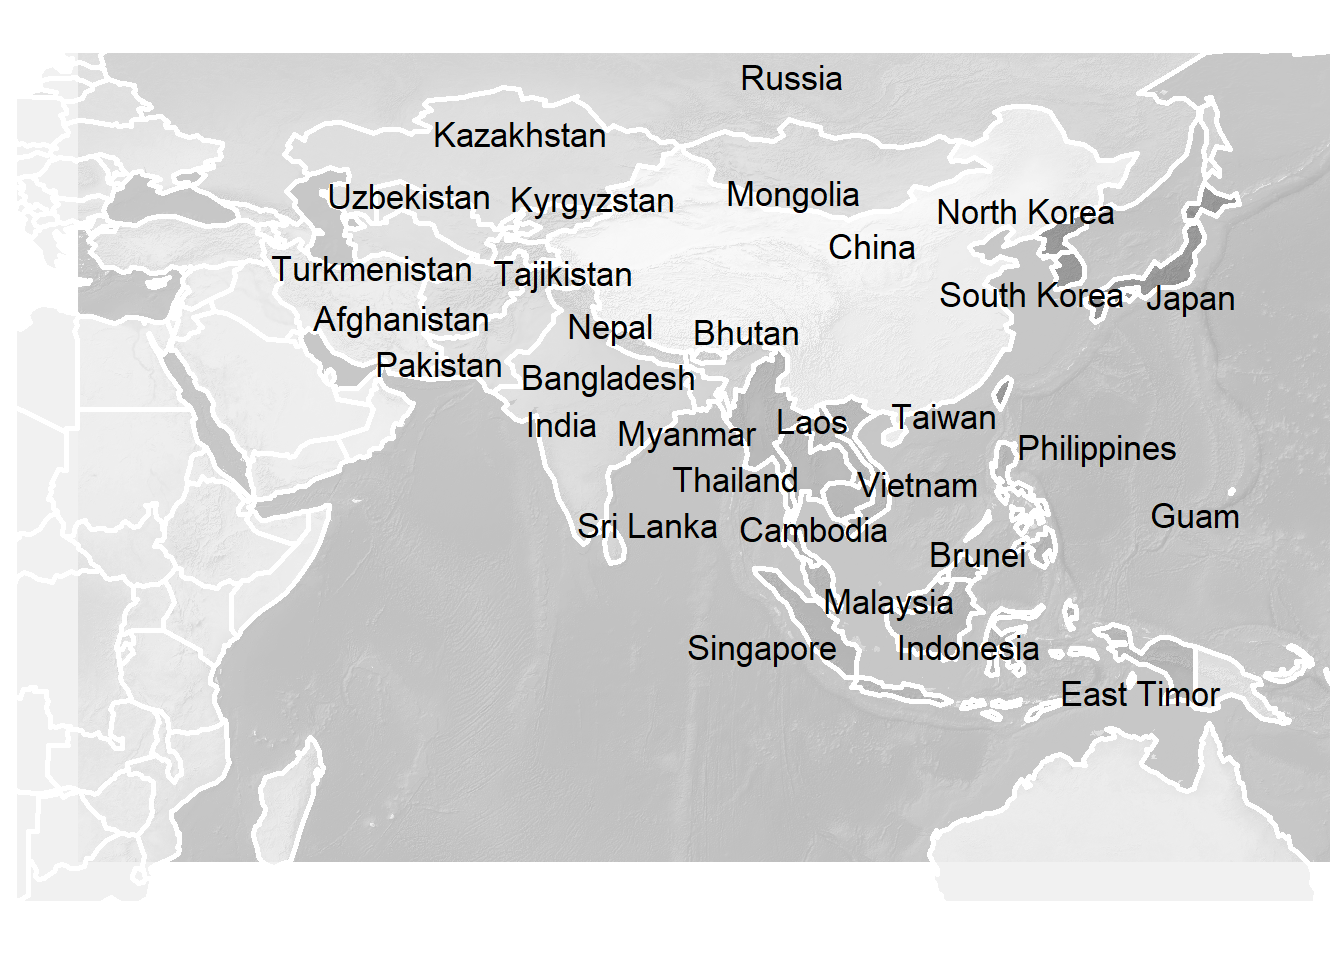 Russia
Kazakhstan
Uzbekistan
Kyrgyzstan
Mongolia
North Korea
China
Turkmenistan
Tajikistan
South Korea
Japan
Afghanistan
Nepal
Bhutan
Pakistan
Bangladesh
India
Myanmar
Laos
Taiwan
Philippines
Thailand
Vietnam
Guam
Sri Lanka
Cambodia
Brunei
Malaysia
Singapore
Indonesia
East Timor